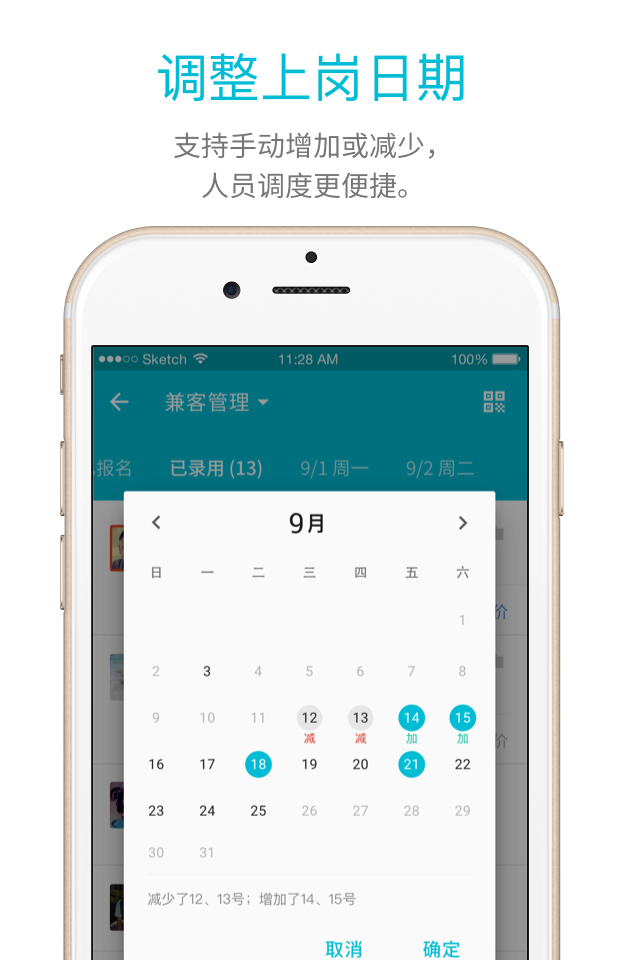 调整上岗日期
支持手动增加或减少，
人员调度更便捷。
Sketch 11:28 AM 100%
兼客管理
报名 已录用 (13) 9/1 周一 9/2 周二
9月
日 一 二 三 四 五 六
1
2 3 4 5 6 7 8
9 10 11 12 13 14 15
减 减 加 加
16 17 18 19 20 21 22
23 24 25 26 27 28 29
30 31
减少了12、13号；增加了14、15号
取消 确定
价
价